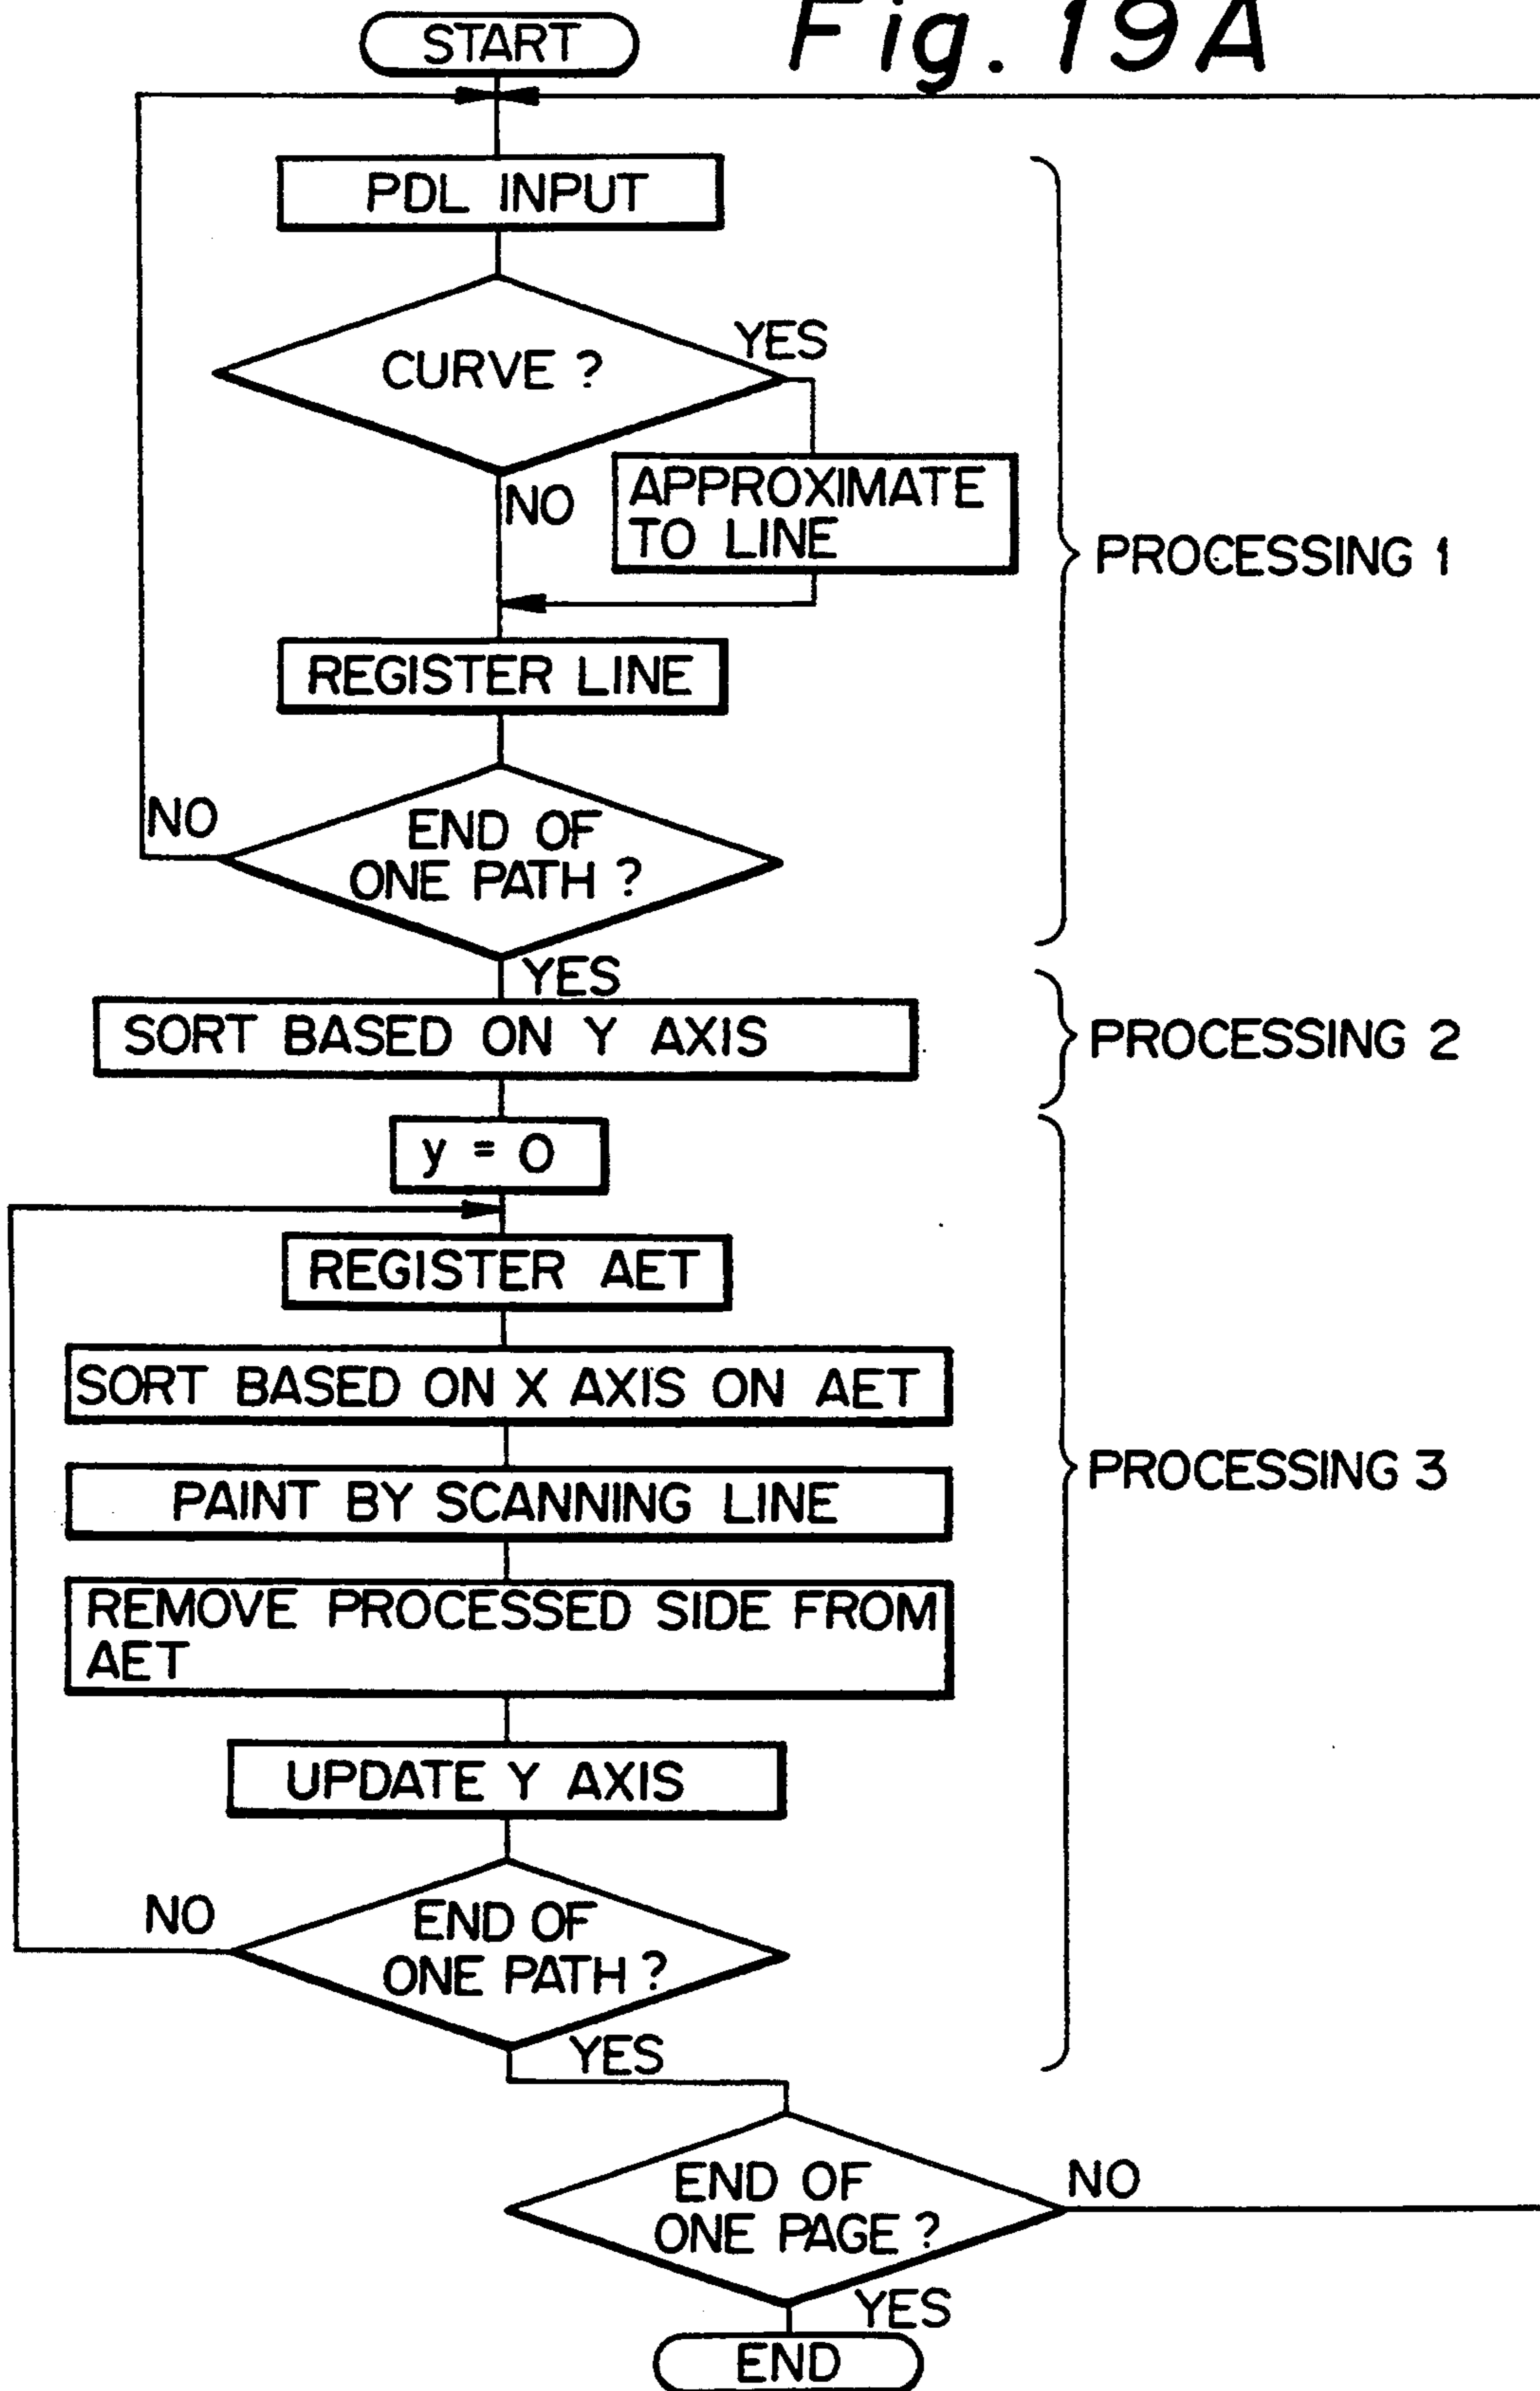 Fig. 19A
START
PDL INPUT
CURVE ?
YES
NO
APPROXIMATE
TO LINE
PROCESSING 1
REGISTER LINE
NO
END OF
ONE PATH ?
YES
SORT BASED ON Y AXIS
PROCESSING 2
y = 0
REGISTER AET
SORT BASED ON X AXIS ON AET
PROCESSING 3
PAINT BY SCANNING LINE
REMOVE PROCESSED SIDE FROM
AET
UPDATE Y AXIS
NO
END OF
ONE PATH ?
YES
END OF
ONE PAGE ?
NO
YES
END